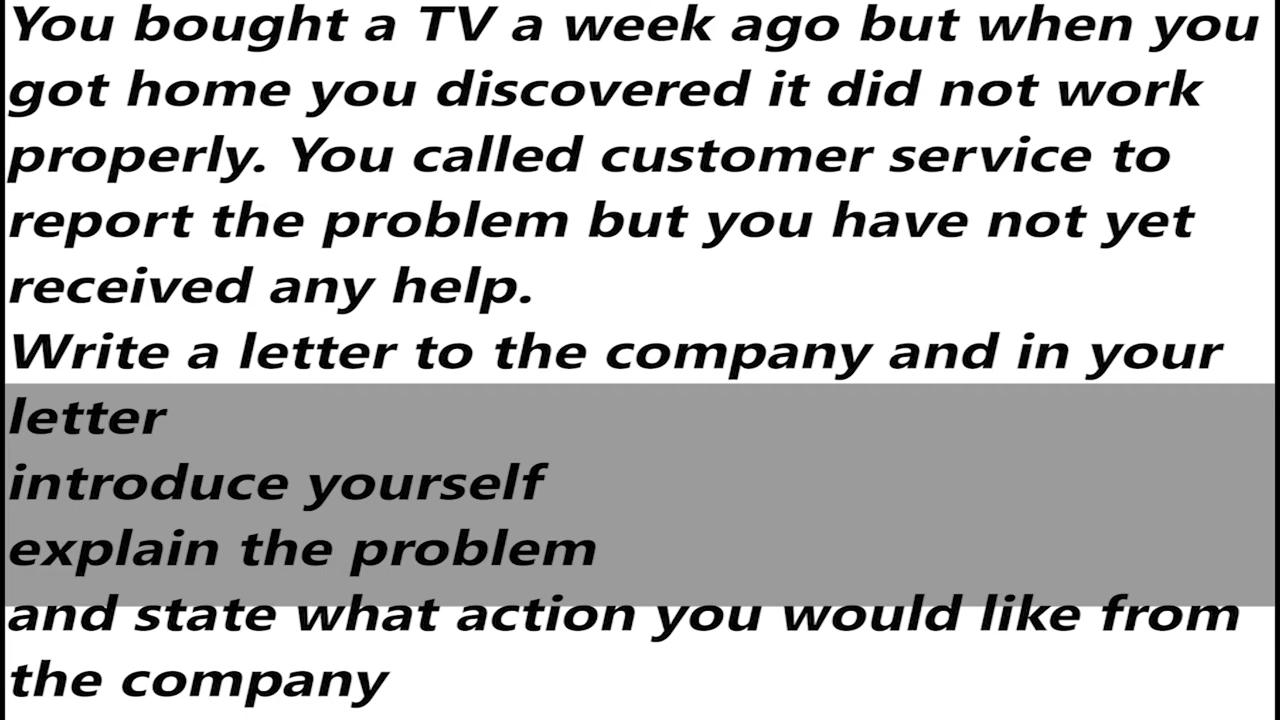 You bought a TV a week ago but when you
got home you discovered it did not work
properly. You called customer service to
report the problem but you have not yet
received any help.
Write a letter to the company and in your
letter
introduce yourself
explain the problem
and state what action you would like from
the company